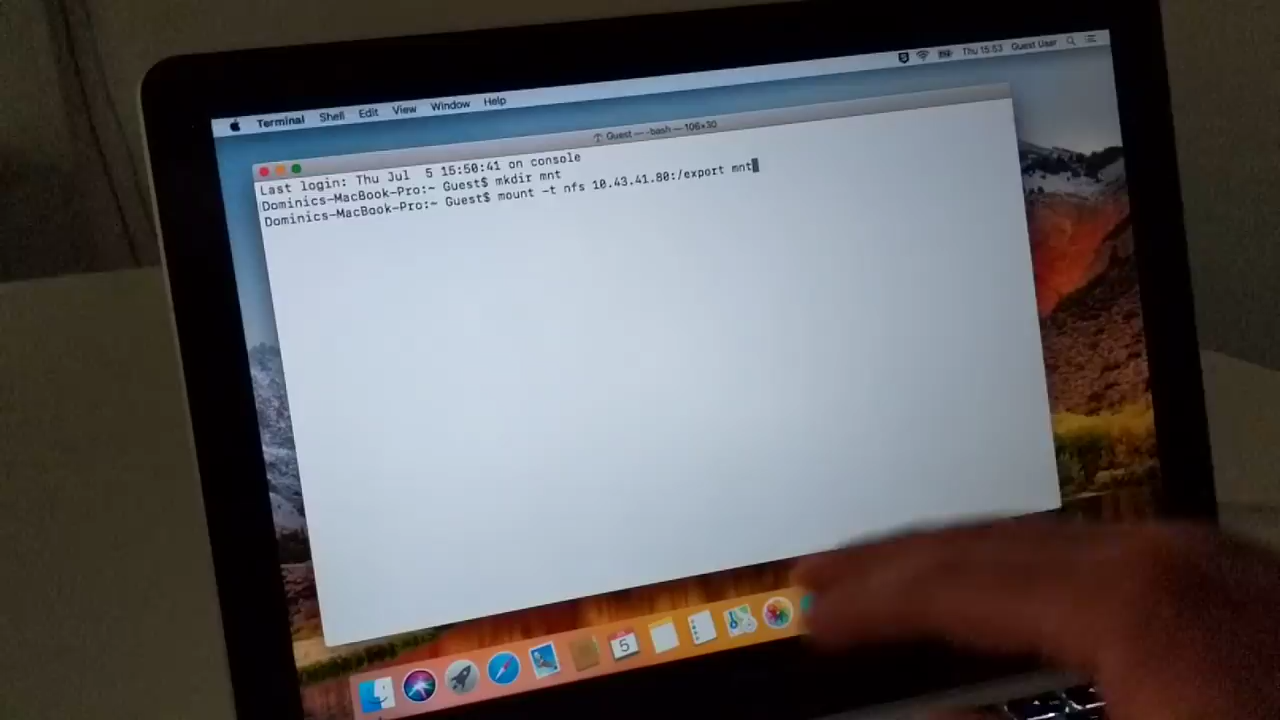 Terminal Shell Edit View Window Help
Thu 15:53 Guest User
Guest — -bash — 106×30
Last login: Thu Jul  5 15:50:41 on console
Dominics-MacBook-Pro:~ Guest$ mkdir mnt
Dominics-MacBook-Pro:~ Guest$ mount -t nfs 10.43.41.80:/export mnt
5